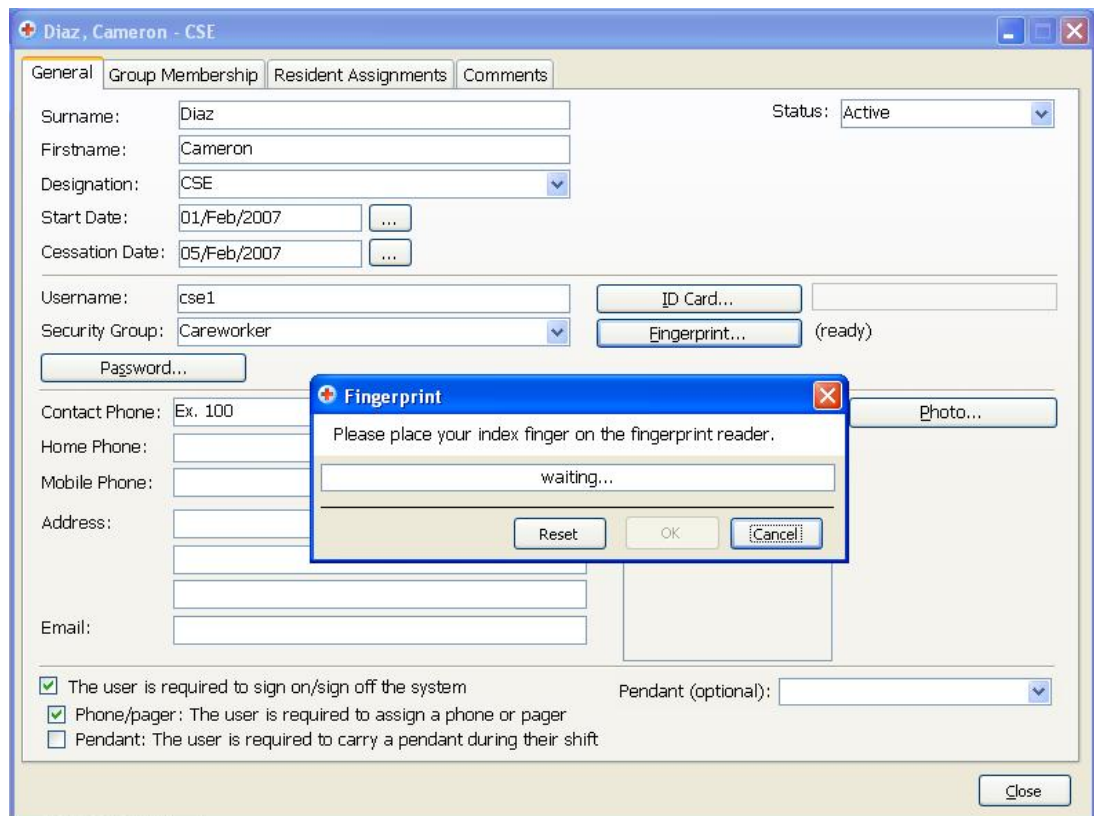 Diaz, Cameron - CSE
General Group Membership Resident Assignments Comments
Surname: Diaz Status: Active
Firstname: Cameron
Designation: CSE
Start Date: 01/Feb/2007 ...
Cessation Date: 05/Feb/2007 ...
Username: cse1 ID Card...
Security Group: Careworker Fingerprint... (ready)
Password...
Fingerprint
Contact Phone: Ex. 100 Photo...
Please place your index finger on the fingerprint reader.
Home Phone:
waiting...
Mobile Phone:
Address:
Reset OK Cancel
Email:
The user is required to sign on/sign off the system Pendant (optional):
Phone/pager: The user is required to assign a phone or pager
Pendant: The user is required to carry a pendant during their shift
Close